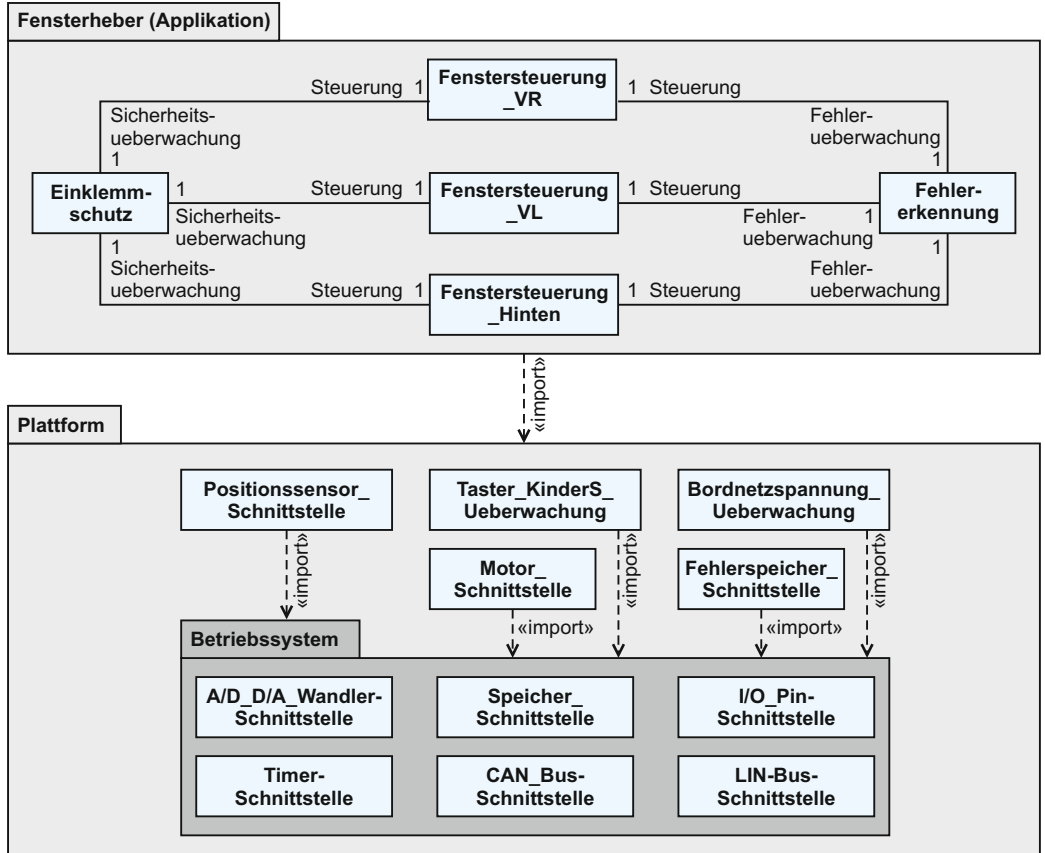 Fensterheber (Applikation)
Steuerung 1
Fenstersteuerung
_VR
1 Steuerung
Sicherheits-
ueberwachung
1
Fehler-
ueberwachung
1
Einklemm-
schutz
1
Sicherheits-
ueberwachung
Steuerung 1
Fenstersteuerung
_VL
1 Steuerung
Fehler-
ueberwachung
1
Fehler-
erkennung
1
Sicherheits-
ueberwachung
Steuerung 1
Fenstersteuerung
_Hinten
1 Steuerung
1
Fehler-
ueberwachung
«import»
Plattform
Positionssensor_
Schnittstelle
Taster_KinderS_
Ueberwachung
Bordnetzspannung_
Ueberwachung
«import»
Motor_
Schnittstelle
«import»
Fehlerspeicher_
Schnittstelle
«import»
«import»
«import»
Betriebssystem
A/D_D/A_Wandler-
Schnittstelle
Speicher_
Schnittstelle
I/O_Pin-
Schnittstelle
Timer-
Schnittstelle
CAN_Bus-
Schnittstelle
LIN-Bus-
Schnittstelle